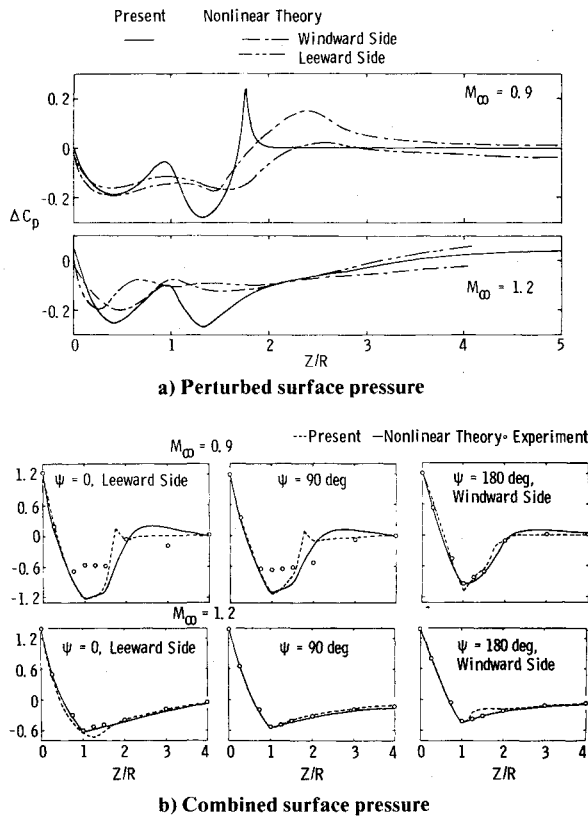 Present Nonlinear Theory
Windward Side
Leeward Side
0.2
M∞ = 0.9
0
-0.2
ΔCp
0
M∞ = 1.2
-0.2
0 1 2 3 4 5
Z/R
a) Perturbed surface pressure
---Present —Nonlinear Theory ∘ Experiment
M∞ = 0.9
1.2
0.6
0
-0.6
-1.2
ψ = 0, Leeward Side
ψ = 90 deg
ψ = 180 deg,
Windward Side
M∞ = 1.2
1.2
0.6
0
-0.6
ψ = 0, Leeward Side
ψ = 90 deg
ψ = 180 deg,
Windward Side
0 1 2 3 4 0 1 2 3 4 0 1 2 3 4
Z/R Z/R Z/R
b) Combined surface pressure